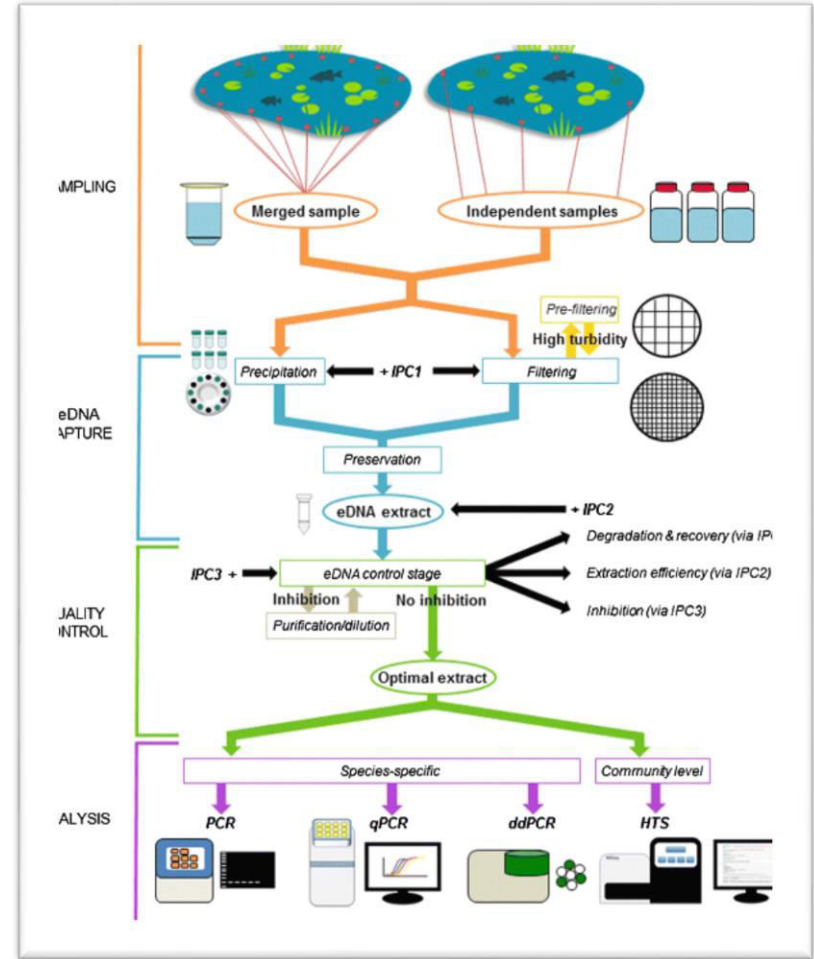 AMPLING
Merged sample
Independent samples
Pre-filtering
High turbidity
Precipitation
+ IPC1
Filtering
eDNA
APTURE
Preservation
eDNA extract
+ IPC2
Degradation & recovery (via IP
IPC3 +
eDNA control stage
Extraction efficiency (via IPC2)
Inhibition
No inhibition
Inhibition (via IPC3)
UALITY
ONTROL
Purification/dilution
Optimal extract
Species-specific
Community level
ALYSIS
PCR
qPCR
ddPCR
HTS